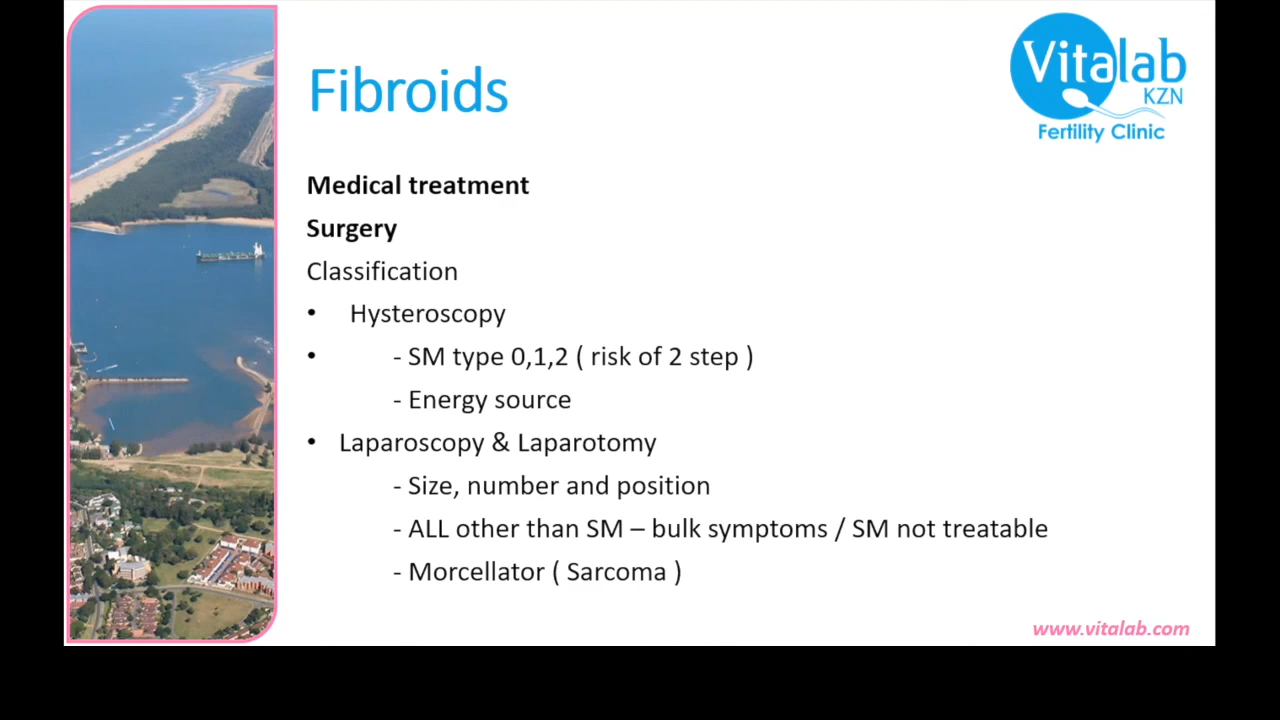 Fibroids
Vitalab
KZN
Fertility Clinic
Medical treatment
Surgery
Classification
• Hysteroscopy
• - SM type 0,1,2 ( risk of 2 step )
- Energy source
• Laparoscopy & Laparotomy
- Size, number and position
- ALL other than SM – bulk symptoms / SM not treatable
- Morcellator ( Sarcoma )
www.vitalab.com